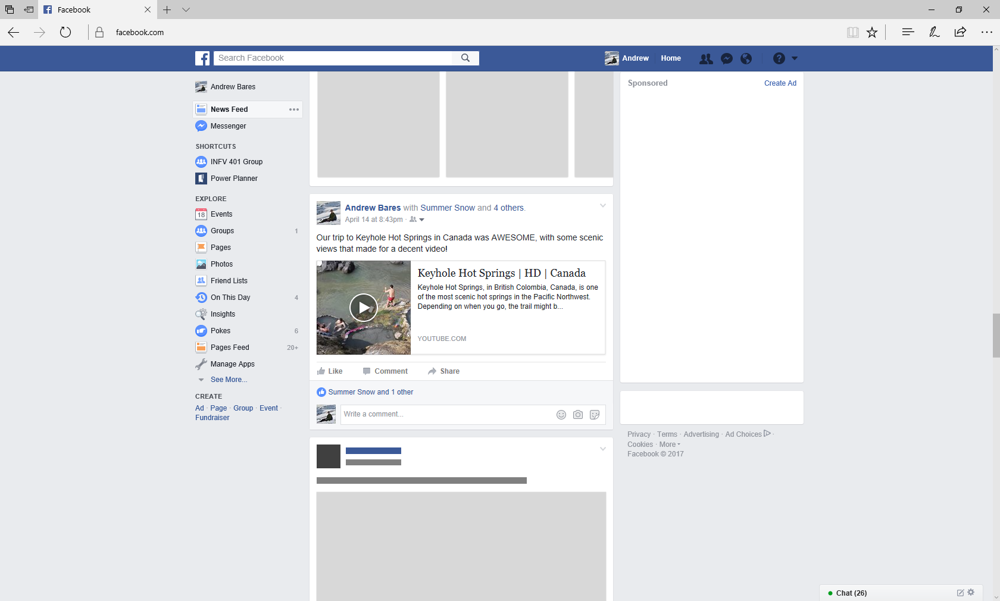 Facebook
facebook.com
Search Facebook
Andrew
Home
Andrew Bares
News Feed
Messenger
SHORTCUTS
INFV 401 Group
Power Planner
EXPLORE
18 Events
Groups 1
Pages
Photos
Friend Lists
On This Day 4
Insights
Pokes 6
Pages Feed 20+
Manage Apps
See More...
CREATE
Ad · Page · Group · Event ·
Fundraiser
Andrew Bares with Summer Snow and 4 others.
April 14 at 8:43pm ·
Our trip to Keyhole Hot Springs in Canada was AWESOME, with some scenic
views that made for a decent video!
Keyhole Hot Springs | HD | Canada
Keyhole Hot Springs, in British Colombia, Canada, is one
of the most scenic hot springs in the Pacific Northwest.
Depending on when you go, the trail might b...
YOUTUBE.COM
Like Comment Share
Summer Snow and 1 other
Write a comment...
Sponsored Create Ad
Privacy · Terms · Advertising · Ad Choices ·
Cookies · More
Facebook © 2017
Chat (26)